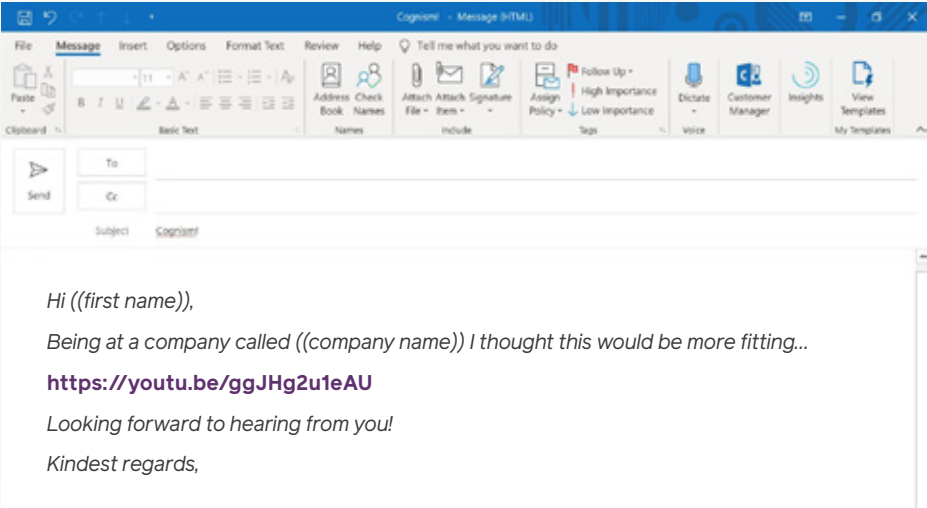 Cognism! - Message (HTML)
File Message Insert Options Format Text Review Help Tell me what you want to do
Paste
Clipboard
11
B I U
Basic Text
Address Book
Check Names
Names
Attach File
Attach Item
Signature
Include
Assign Policy
Follow Up
High Importance
Low Importance
Tags
Dictate
Voice
Customer Manager
Insights
View Templates
My Templates
Send
To
Cc
Subject Cognism!
Hi ((first name)),
Being at a company called ((company name)) I thought this would be more fitting...
https://youtu.be/ggJHg2u1eAU
Looking forward to hearing from you!
Kindest regards,